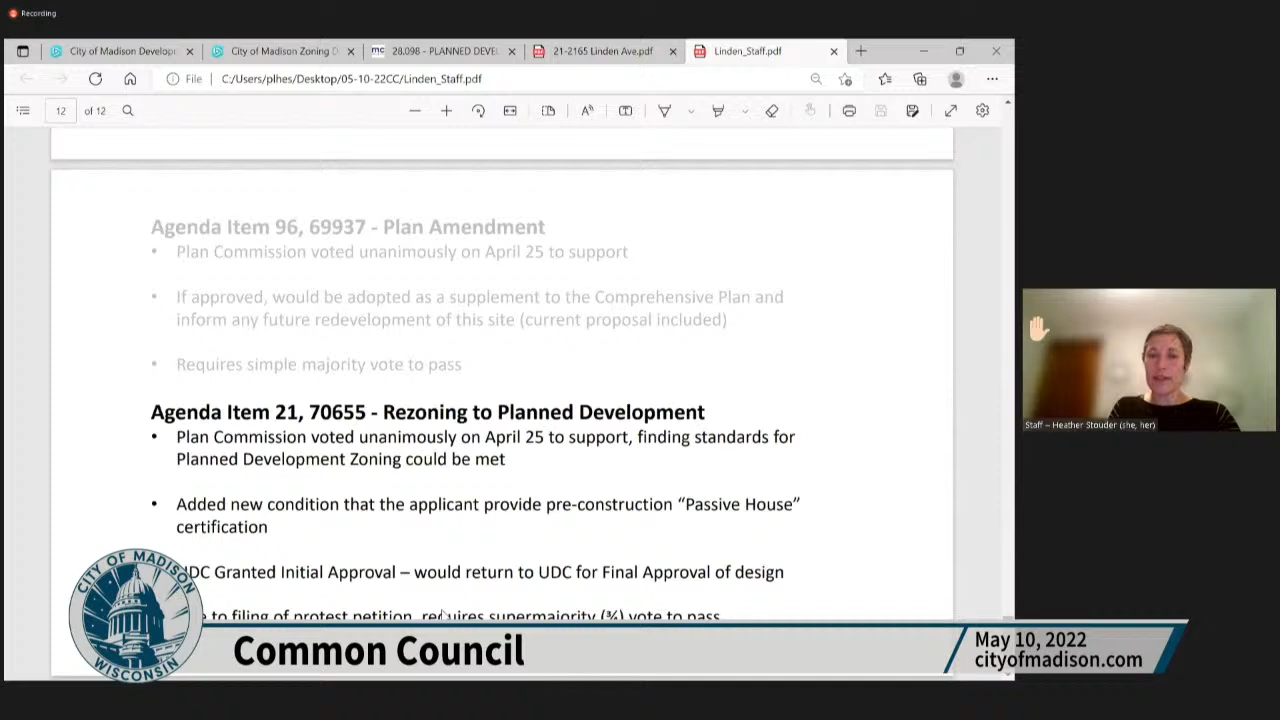 Recording
City of Madison Develop
City of Madison Zoning
28.098 - PLANNED DEVE
21-2165 Linden Ave.pdf
Linden_Staff.pdf
File
C:/Users/plhes/Desktop/05-10-22CC/Linden_Staff.pdf
12 of 12
Agenda Item 96, 69937 - Plan Amendment
• Plan Commission voted unanimously on April 25 to support
• If approved, would be adopted as a supplement to the Comprehensive Plan and
inform any future redevelopment of this site (current proposal included)
• Requires simple majority vote to pass
Agenda Item 21, 70655 - Rezoning to Planned Development
• Plan Commission voted unanimously on April 25 to support, finding standards for
Planned Development Zoning could be met
• Added new condition that the applicant provide pre-construction “Passive House”
certification
UDC Granted Initial Approval – would return to UDC for Final Approval of design
to filing of protest petition, requires supermajority (¾) vote to pass
Staff – Heather Stouder (she, her)
CITY OF MADISON
WISCONSIN
Common Council
May 10, 2022
cityofmadison.com